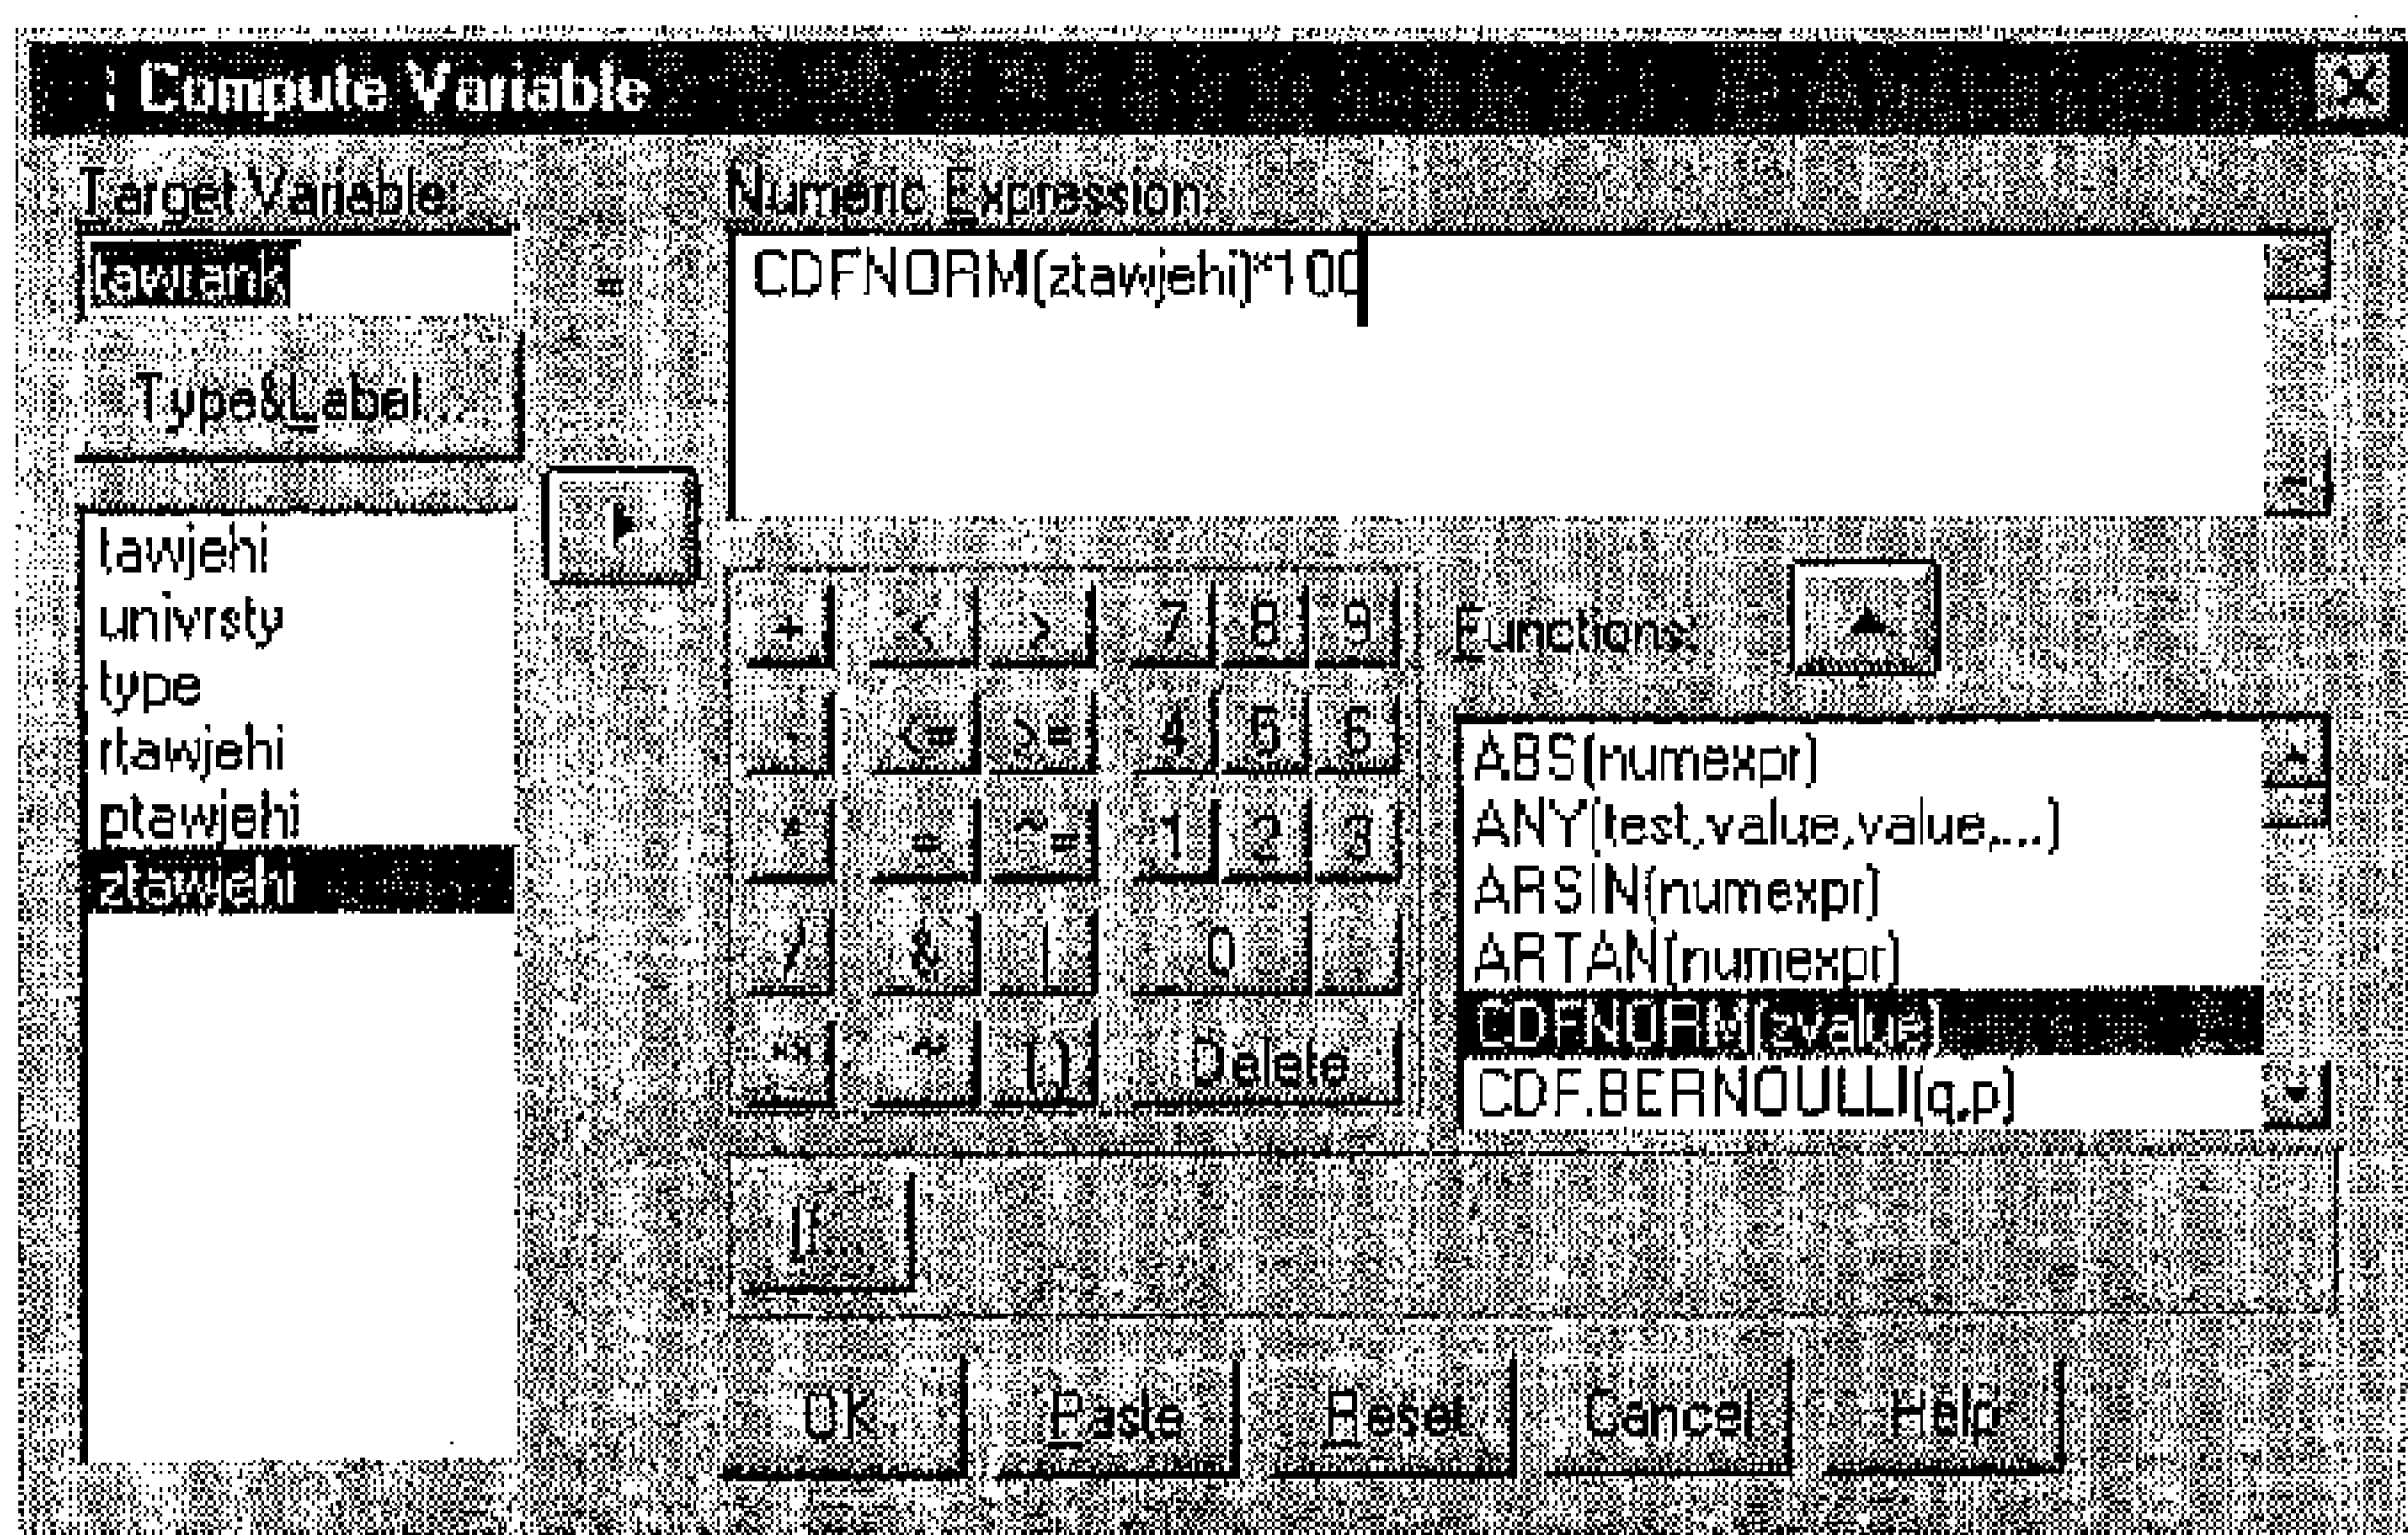 Compute Variable
Target Variable:
tawrank
=
Numeric Expression:
CDFNORM(ztawjehi)*100
Type&Label...
tawjehi
univrsty
type
rtawjehi
ptawjehi
ztawjehi
+ < > 7 8 9
- <= >= 4 5 6
* = ~= 1 2 3
/ & | 0 .
** ~ () Delete
Functions:
ABS(numexpr)
ANY(test,value,value,...)
ARSIN(numexpr)
ARTAN(numexpr)
CDFNORM(zvalue)
CDF.BERNOULLI(q,p)
If...
OK Paste Reset Cancel Help